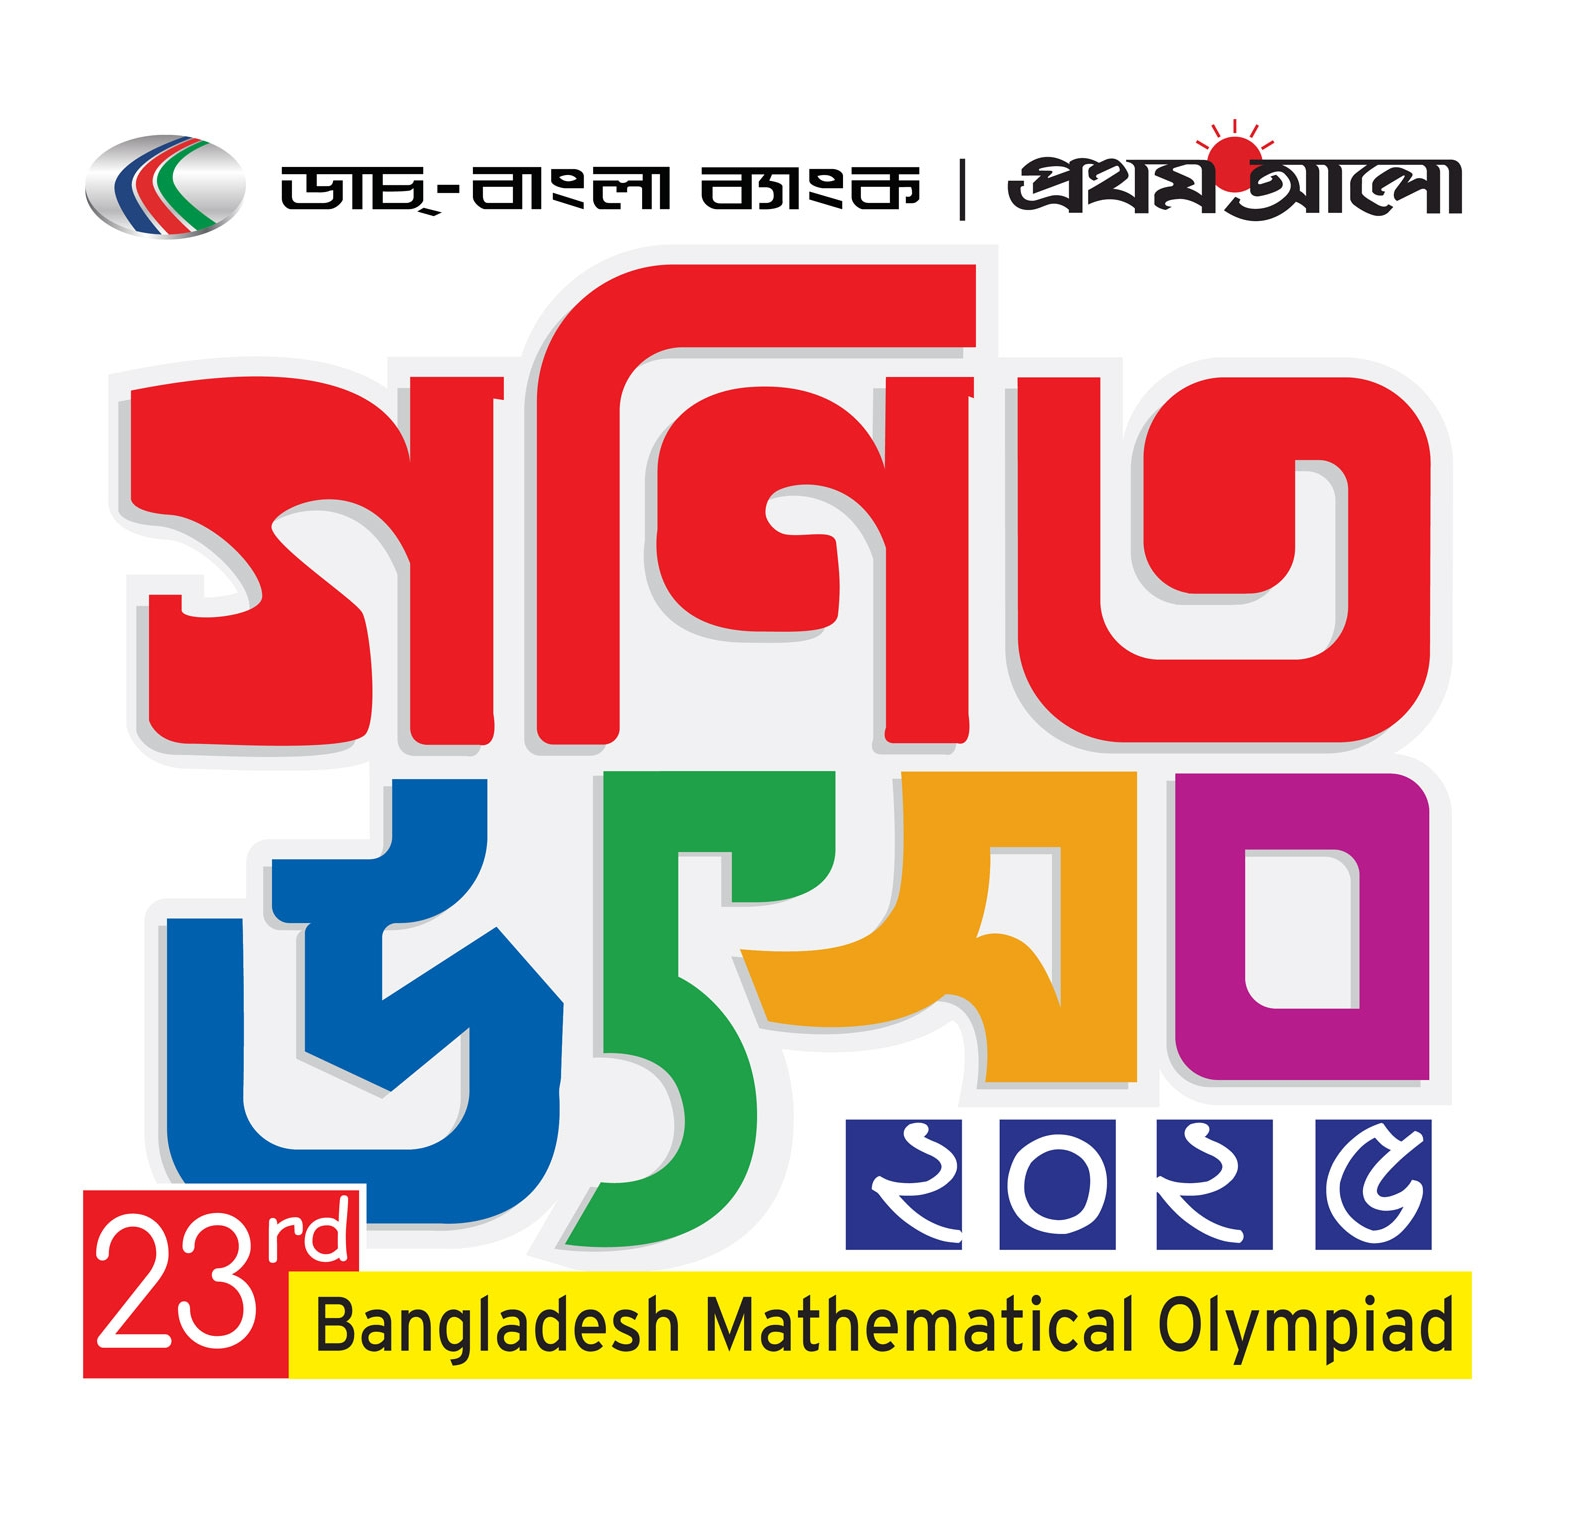 ডাচ্-বাংলা ব্যাংক | প্রথম আলো
গণিত
উৎসব
২০২৫
23rd
Bangladesh Mathematical Olympiad